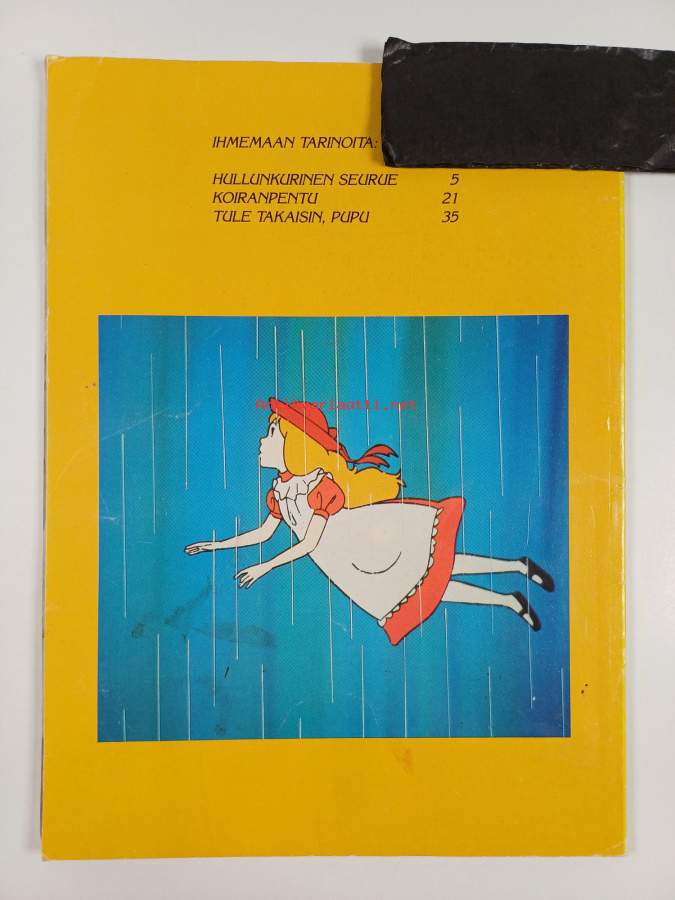 IHMEMAAN TARINOITA:
HULLUNKURINEN SEURUE 5
KOIRANPENTU 21
TULE TAKAISIN, PUPU 35